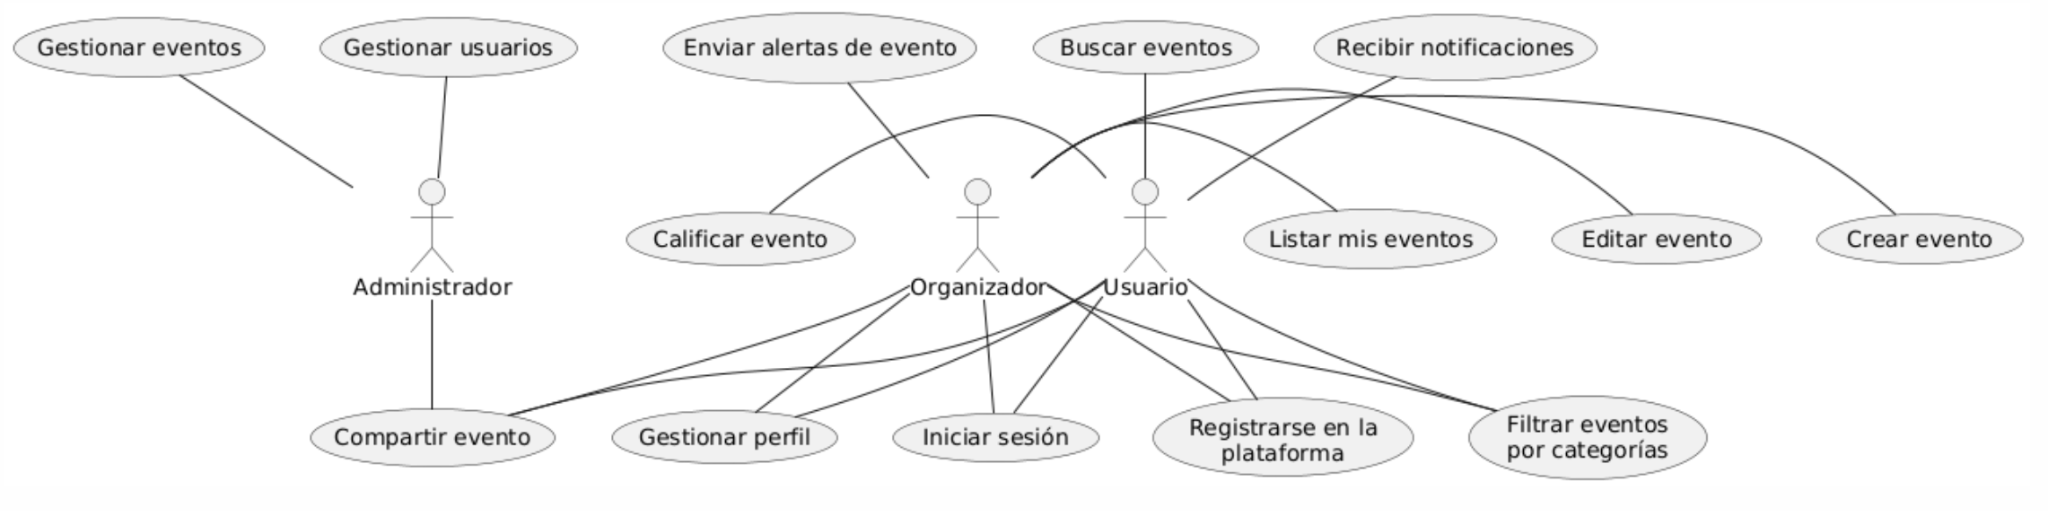 Gestionar eventos
Gestionar usuarios
Enviar alertas de evento
Buscar eventos
Recibir notificaciones
Calificar evento
Listar mis eventos
Editar evento
Crear evento
Administrador
Organizador
Usuario
Compartir evento
Gestionar perfil
Iniciar sesión
Registrarse en la
plataforma
Filtrar eventos
por categorías